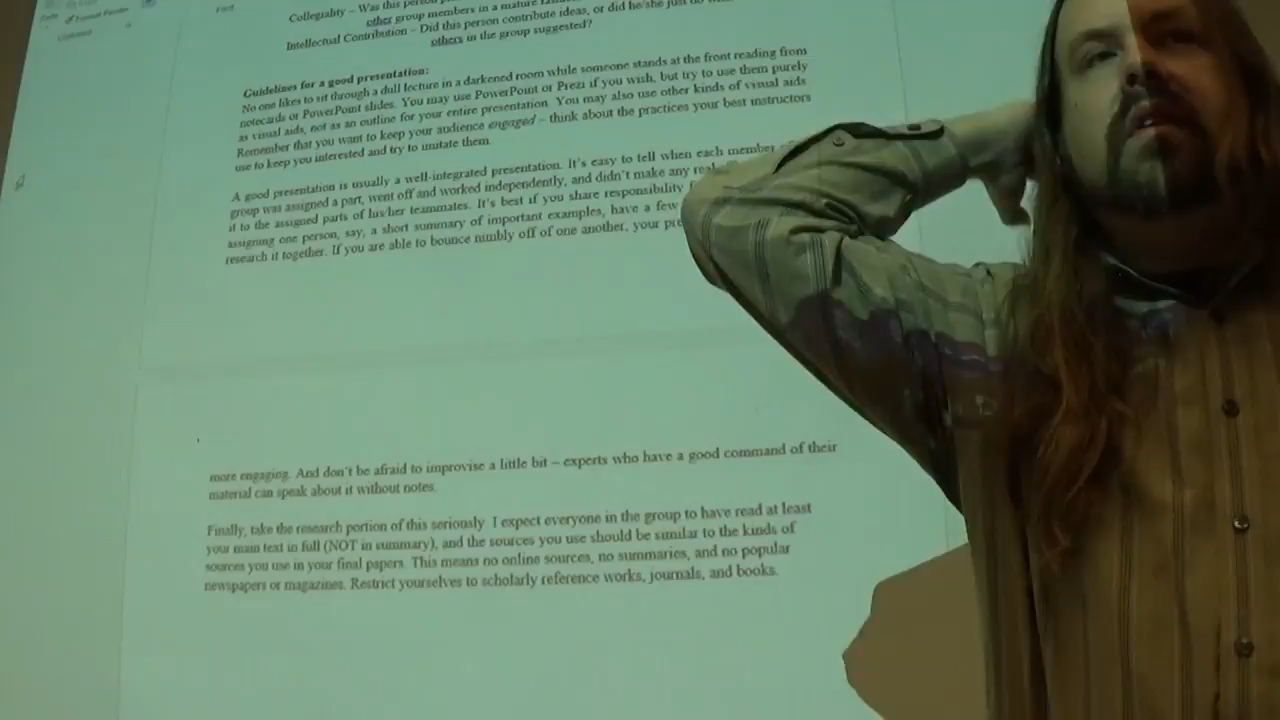 Format Painter
Clipboard
Font
Collegiality – Was this person
other group members in a mature
Intellectual Contribution – Did this person contribute ideas, or did he/she just do what
others in the group suggested?
Guidelines for a good presentation:
No one likes to sit through a dull lecture in a darkened room while someone stands at the front reading from
notecards or PowerPoint slides. You may use PowerPoint or Prezi if you wish, but try to use them purely
as visual aids, not as an outline for your entire presentation. You may also use other kinds of visual aids
Remember that you want to keep your audience engaged – think about the practices your best instructors
use to keep you interested and try to imitate them.
A good presentation is usually a well-integrated presentation. It's easy to tell when each member
group was assigned a part, went off and worked independently, and didn't make any
it to the assigned parts of his/her teammates. It's best if you share responsibility
assigning one person, say, a short summary of important examples, have a few
research it together. If you are able to bounce nimbly off of one another, your
more engaging. And don't be afraid to improvise a little bit – experts who have a good command of their
material can speak about it without notes.
Finally, take the research portion of this seriously. I expect everyone in the group to have read at least
your main text in full (NOT in summary), and the sources you use should be similar to the kinds of
sources you use in your final papers. This means no online sources, no summaries, and no popular
newspapers or magazines. Restrict yourselves to scholarly reference works, journals, and books.